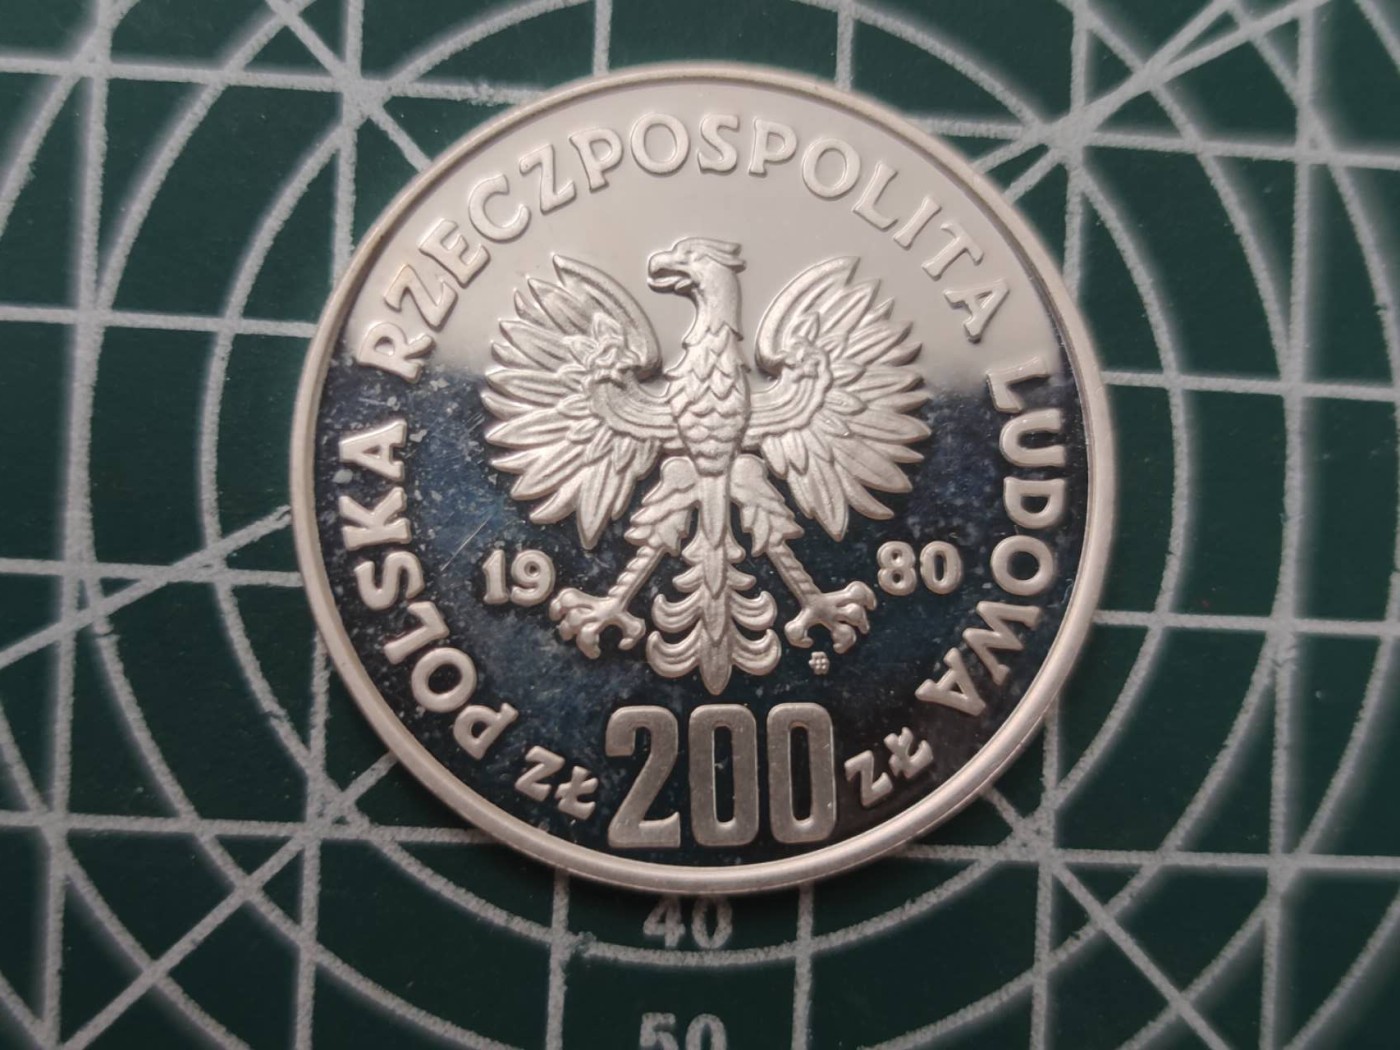 POLSKA RZECZPOSPOLITA LUDOWA
19 80
ZŁ 200 ZŁ
40
50